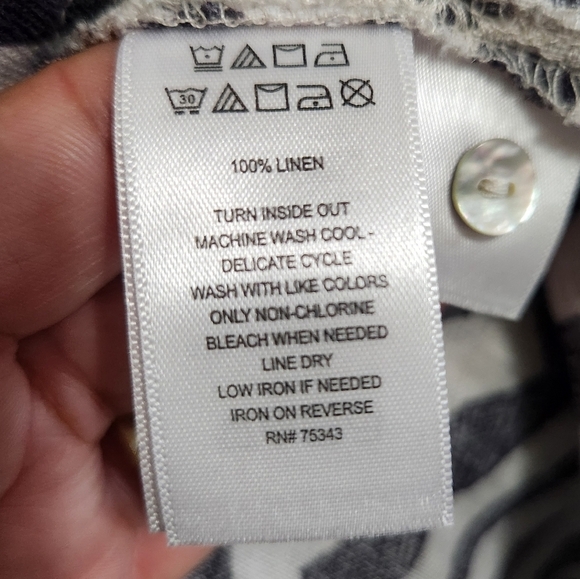 30
100% LINEN
TURN INSIDE OUT
MACHINE WASH COOL -
DELICATE CYCLE
WASH WITH LIKE COLORS
ONLY NON-CHLORINE
BLEACH WHEN NEEDED
LINE DRY
LOW IRON IF NEEDED
IRON ON REVERSE
RN# 75343